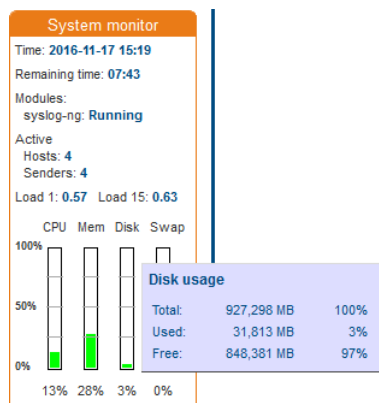 System monitor
Time: 2016-11-17 15:19
Remaining time: 07:43
Modules:
syslog-ng: Running
Active
Hosts: 4
Senders: 4
Load 1: 0.57 Load 15: 0.63
CPU Mem Disk Swap
100%
50%
0%
13% 28% 3% 0%
Disk usage
Total: 927,298 MB 100%
Used: 31,813 MB 3%
Free: 848,381 MB 97%